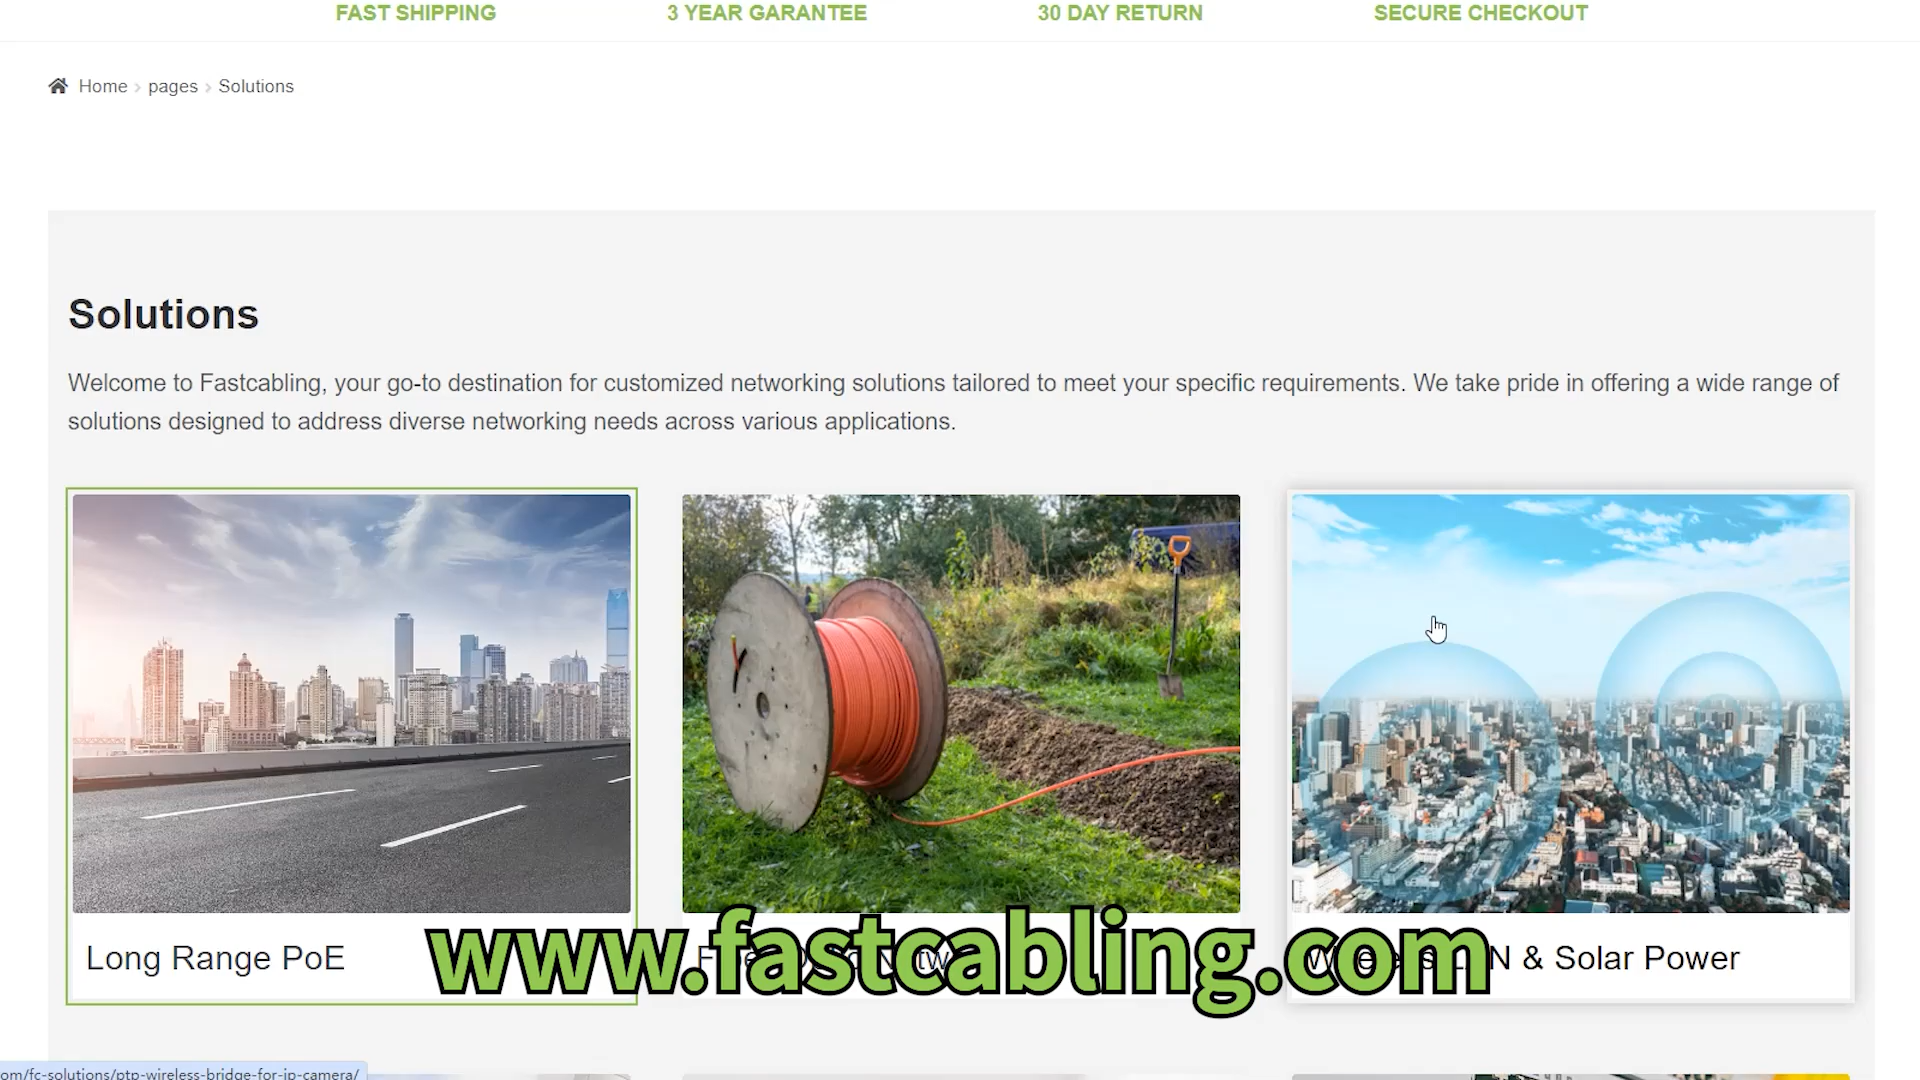 FAST SHIPPING
3 YEAR GARANTEE
30 DAY RETURN
SECURE CHECKOUT
Home › pages › Solutions
Solutions
Welcome to Fastcabling, your go-to destination for customized networking solutions tailored to meet your specific requirements. We take pride in offering a wide range of
solutions designed to address diverse networking needs across various applications.
Long Range PoE
& Solar Power
www.fastcabling.com
om/fc-solutions/ptp-wireless-bridge-for-ip-camera/